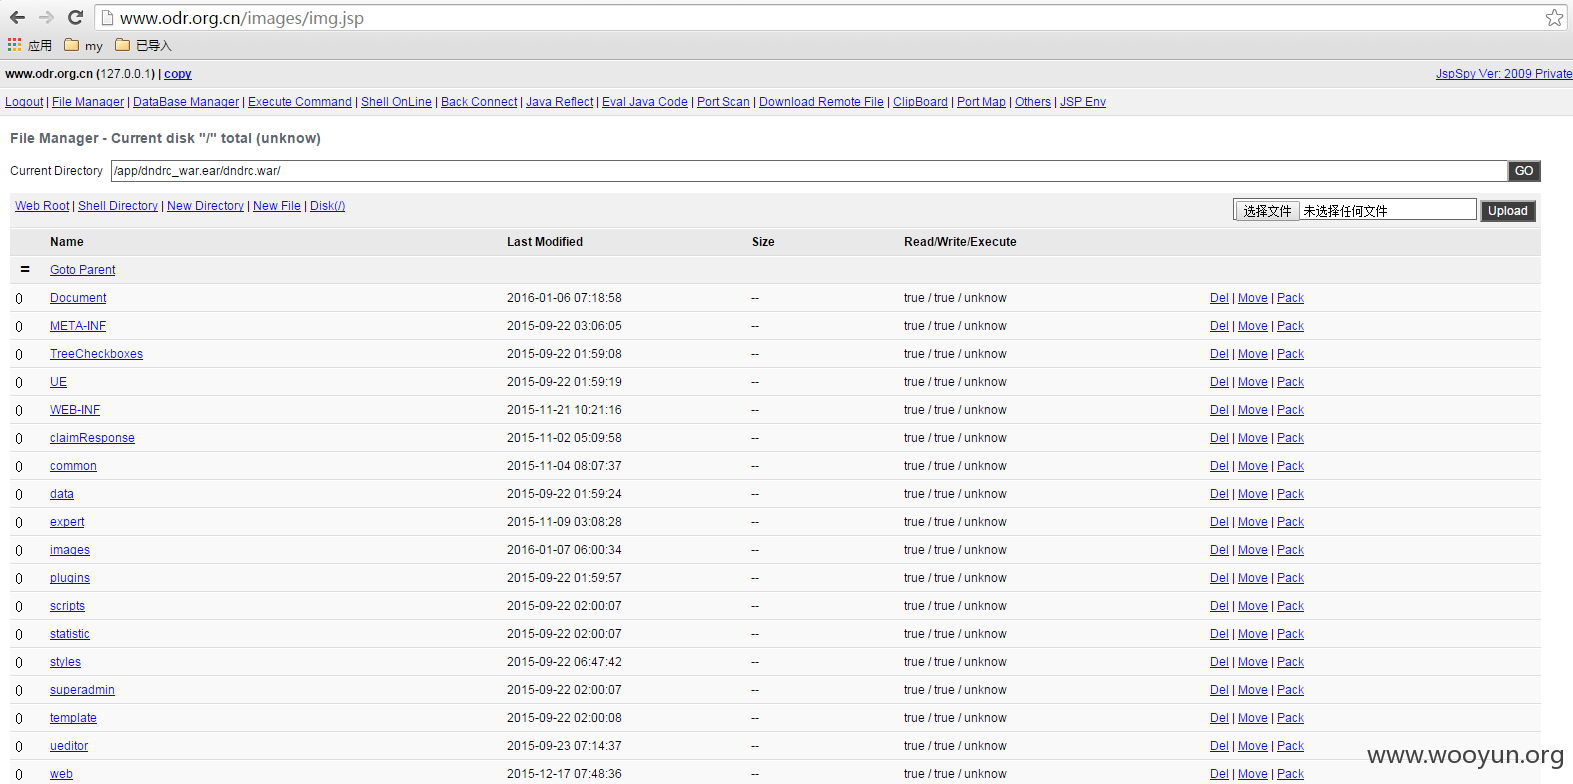 www.odr.org.cn/images/img.jsp
应用 my 已导入
www.odr.org.cn (127.0.0.1) | copy JspSpy Ver: 2009 Private
Logout | File Manager | DataBase Manager | Execute Command | Shell OnLine | Back Connect | Java Reflect | Eval Java Code | Port Scan | Download Remote File | ClipBoard | Port Map | Others | JSP Env
File Manager - Current disk "/" total (unknow)
Current Directory /app/dndrc_war.ear/dndrc.war/ GO
Web Root | Shell Directory | New Directory | New File | Disk(/) 选择文件 未选择任何文件 Upload
Name Last Modified Size Read/Write/Execute
= Goto Parent
0 Document 2016-01-06 07:18:58 -- true / true / unknow Del | Move | Pack
0 META-INF 2015-09-22 03:06:05 -- true / true / unknow Del | Move | Pack
0 TreeCheckboxes 2015-09-22 01:59:08 -- true / true / unknow Del | Move | Pack
0 UE 2015-09-22 01:59:19 -- true / true / unknow Del | Move | Pack
0 WEB-INF 2015-11-21 10:21:16 -- true / true / unknow Del | Move | Pack
0 claimResponse 2015-11-02 05:09:58 -- true / true / unknow Del | Move | Pack
0 common 2015-11-04 08:07:37 -- true / true / unknow Del | Move | Pack
0 data 2015-09-22 01:59:24 -- true / true / unknow Del | Move | Pack
0 expert 2015-11-09 03:08:28 -- true / true / unknow Del | Move | Pack
0 images 2016-01-07 06:00:34 -- true / true / unknow Del | Move | Pack
0 plugins 2015-09-22 01:59:57 -- true / true / unknow Del | Move | Pack
0 scripts 2015-09-22 02:00:07 -- true / true / unknow Del | Move | Pack
0 statistic 2015-09-22 02:00:07 -- true / true / unknow Del | Move | Pack
0 styles 2015-09-22 06:47:42 -- true / true / unknow Del | Move | Pack
0 superadmin 2015-09-22 02:00:07 -- true / true / unknow Del | Move | Pack
0 template 2015-09-22 02:00:08 -- true / true / unknow Del | Move | Pack
0 ueditor 2015-09-23 07:14:37 -- true / true / unknow Del | Move | Pack
0 web 2015-12-17 07:48:36 -- true / true / unknow Del | Move | Pack
www.wooyun.org